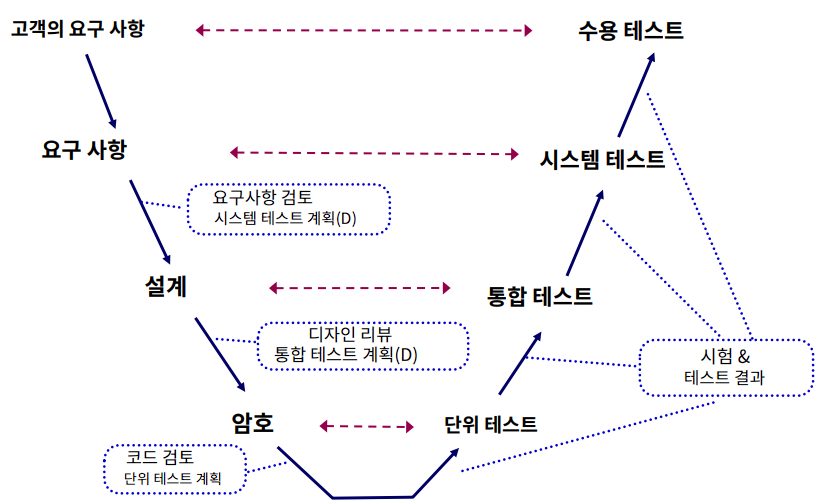 고객의 요구 사항
수용 테스트
요구 사항
시스템 테스트
요구사항 검토
시스템 테스트 계획(D)
설계
통합 테스트
디자인 리뷰
통합 테스트 계획(D)
시험 &
테스트 결과
암호
단위 테스트
코드 검토
단위 테스트 계획